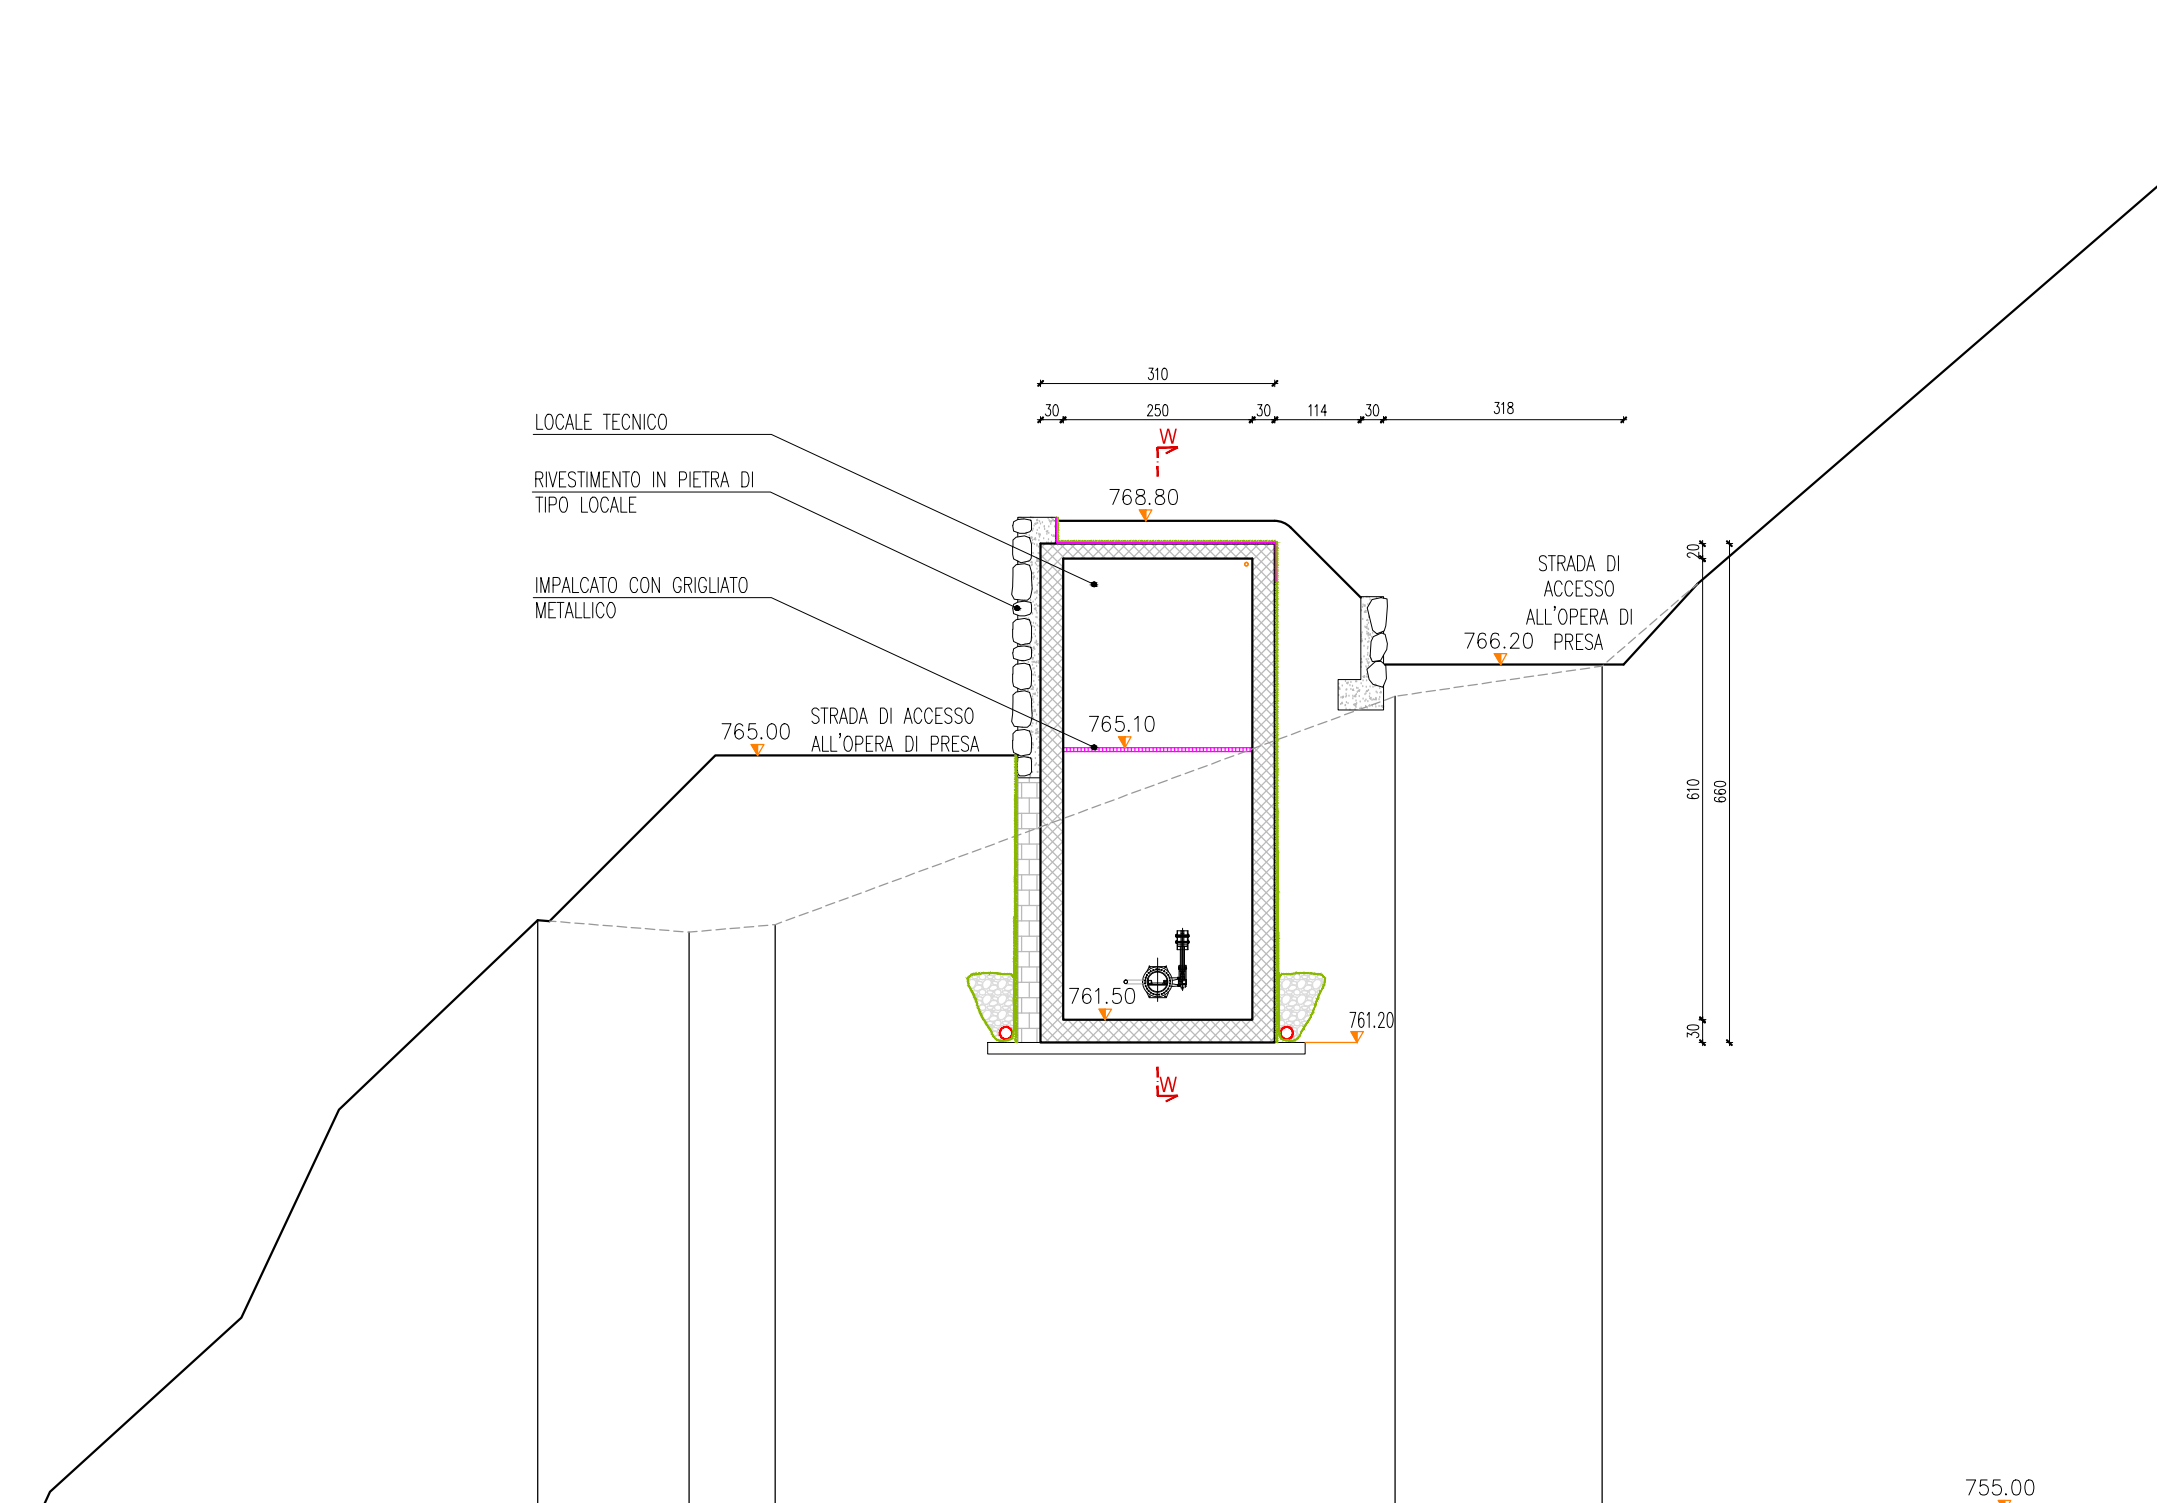 310
30
250
30
114
30
318
LOCALE TECNICO
W
RIVESTIMENTO IN PIETRA DI
TIPO LOCALE
768.80
IMPALCATO CON GRIGLIATO
METALLICO
20
STRADA DI
ACCESSO
ALL'OPERA DI
PRESA
766.20
765.00
STRADA DI ACCESSO
ALL'OPERA DI PRESA
765.10
610
660
761.50
761.20
30
W
755.00